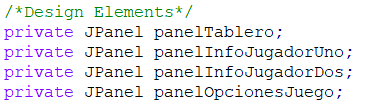 /*Design Elements*/
private JPanel panelTablero;
private JPanel panelInfoJugadorUno;
private JPanel panelInfoJugadorDos;
private JPanel panelOpcionesJuego;